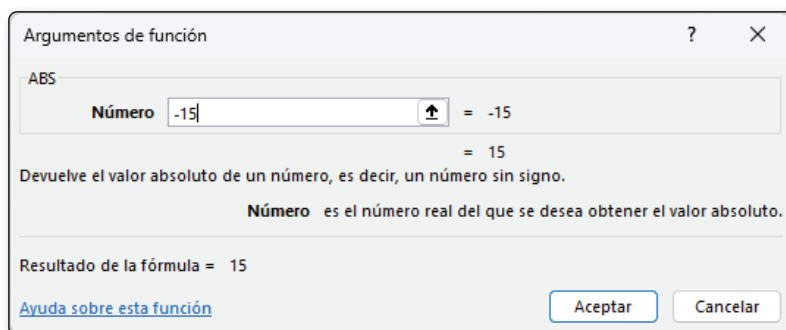 Argumentos de función ? ×
ABS
Número -15 = -15
= 15
Devuelve el valor absoluto de un número, es decir, un número sin signo.
Número es el número real del que se desea obtener el valor absoluto.
Resultado de la fórmula = 15
Ayuda sobre esta función Aceptar Cancelar